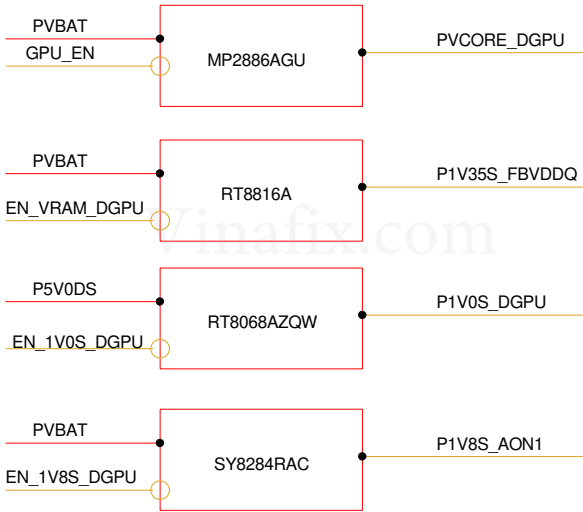 PVBAT
GPU_EN
MP2886AGU
PVCORE_DGPU
PVBAT
EN_VRAM_DGPU
RT8816A
P1V35S_FBVDDQ
Vinafix.com
P5V0DS
EN_1V0S_DGPU
RT8068AZQW
P1V0S_DGPU
PVBAT
EN_1V8S_DGPU
SY8284RAC
P1V8S_AON1